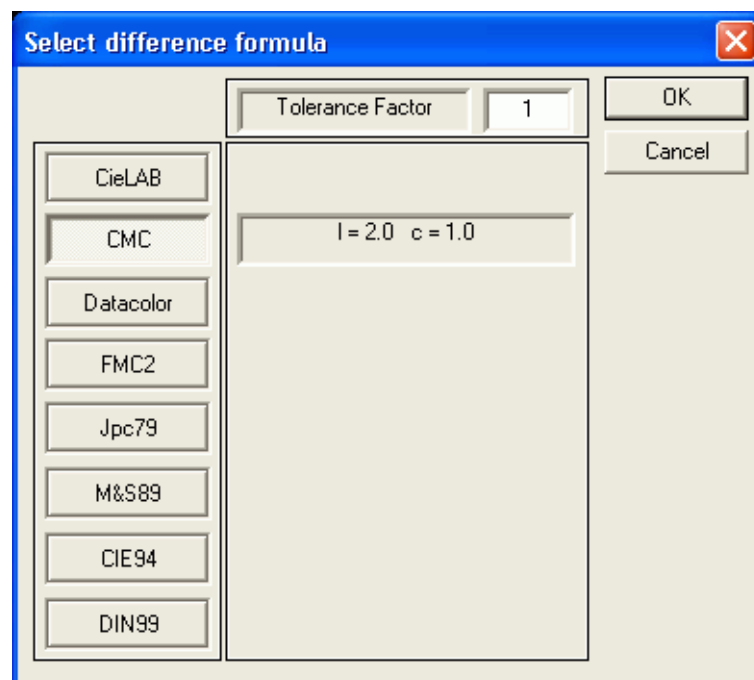 Select difference formula
Tolerance Factor 1
OK
Cancel
CieLAB
CMC
l = 2.0 c = 1.0
Datacolor
FMC2
Jpc79
M&S89
CIE94
DIN99